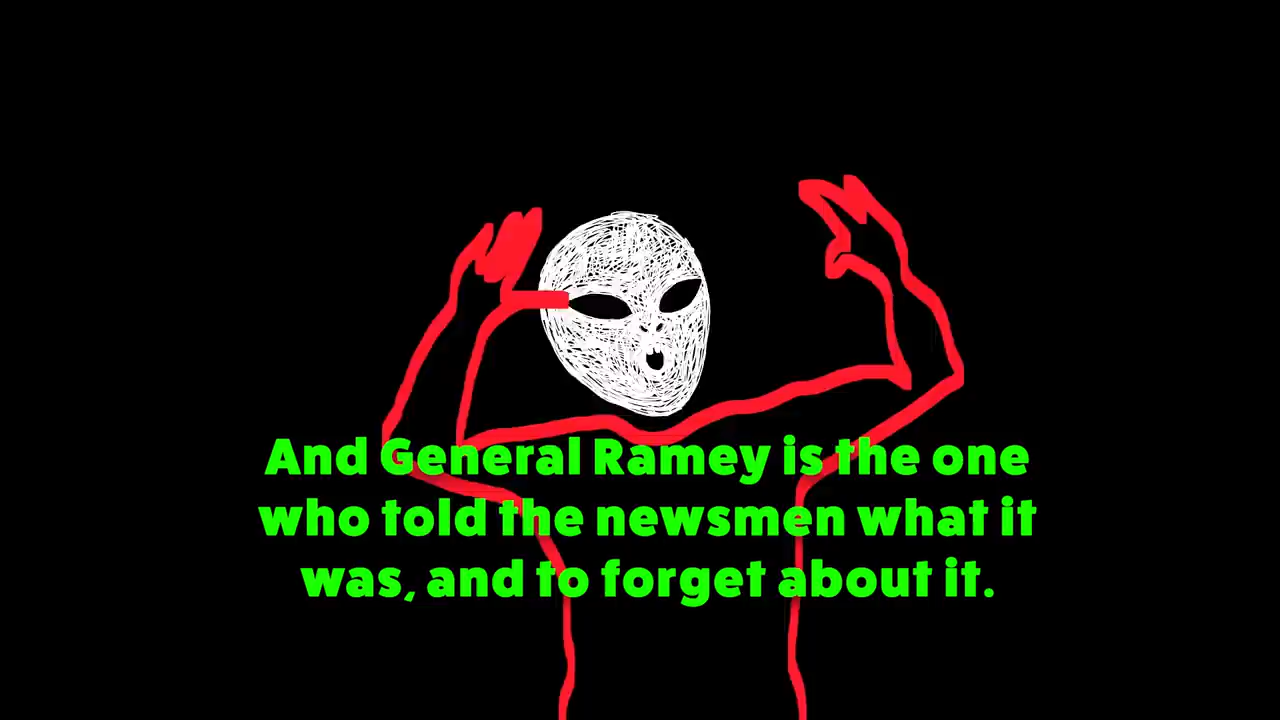 And General Ramey is the one
who told the newsmen what it
was, and to forget about it.